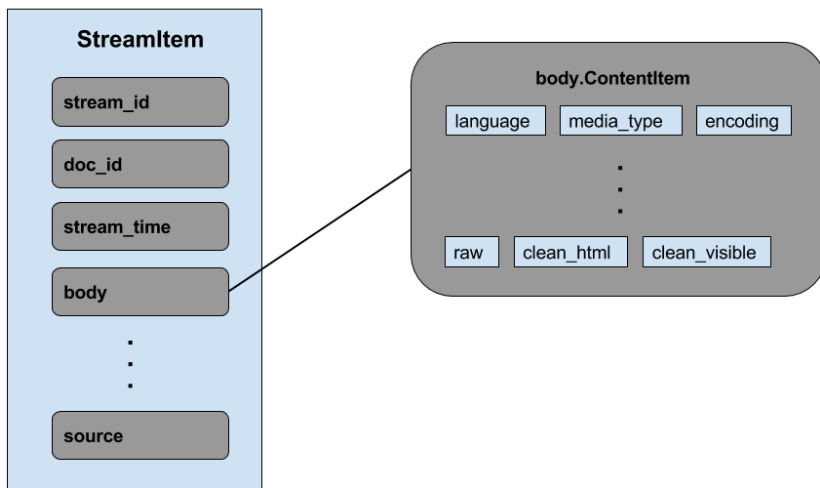 StreamItem
stream_id
doc_id
stream_time
body
source
body.ContentItem
language media_type encoding
raw clean_html clean_visible